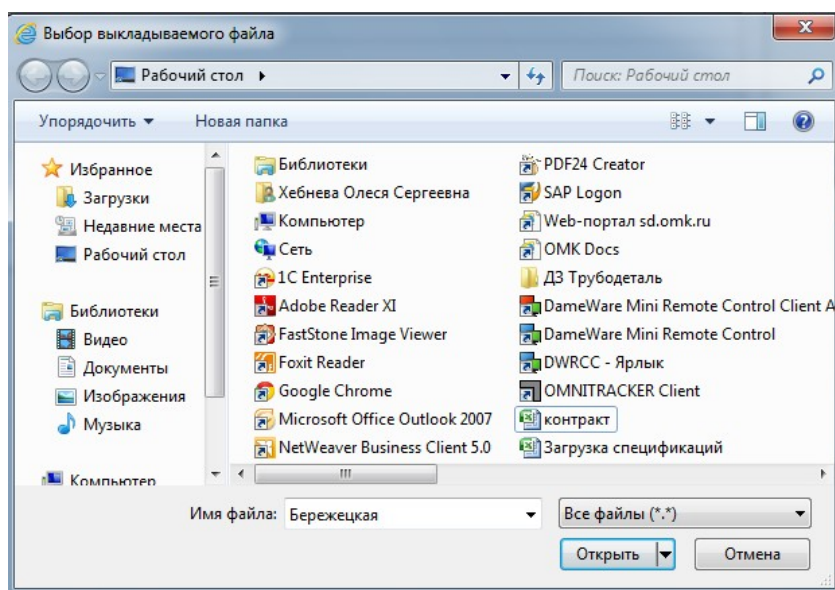 Выбор выкладываемого файла
Рабочий стол
Поиск: Рабочий стол
Упорядочить
Новая папка
Избранное
Загрузки
Недавние места
Рабочий стол
Библиотеки
Видео
Документы
Изображения
Музыка
Компьютер
Библиотеки
Хебнева Олеся Сергеевна
Компьютер
Сеть
1C Enterprise
Adobe Reader XI
FastStone Image Viewer
Foxit Reader
Google Chrome
Microsoft Office Outlook 2007
NetWeaver Business Client 5.0
PDF24 Creator
SAP Logon
Web-портал sd.omk.ru
OMK Docs
ДЗ Трубодеталь
DameWare Mini Remote Control Client A
DameWare Mini Remote Control
DWRCC - Ярлык
OMNITRACKER Client
контракт
Загрузка спецификаций
Имя файла: Бережецкая
Все файлы (*.*)
Открыть
Отмена